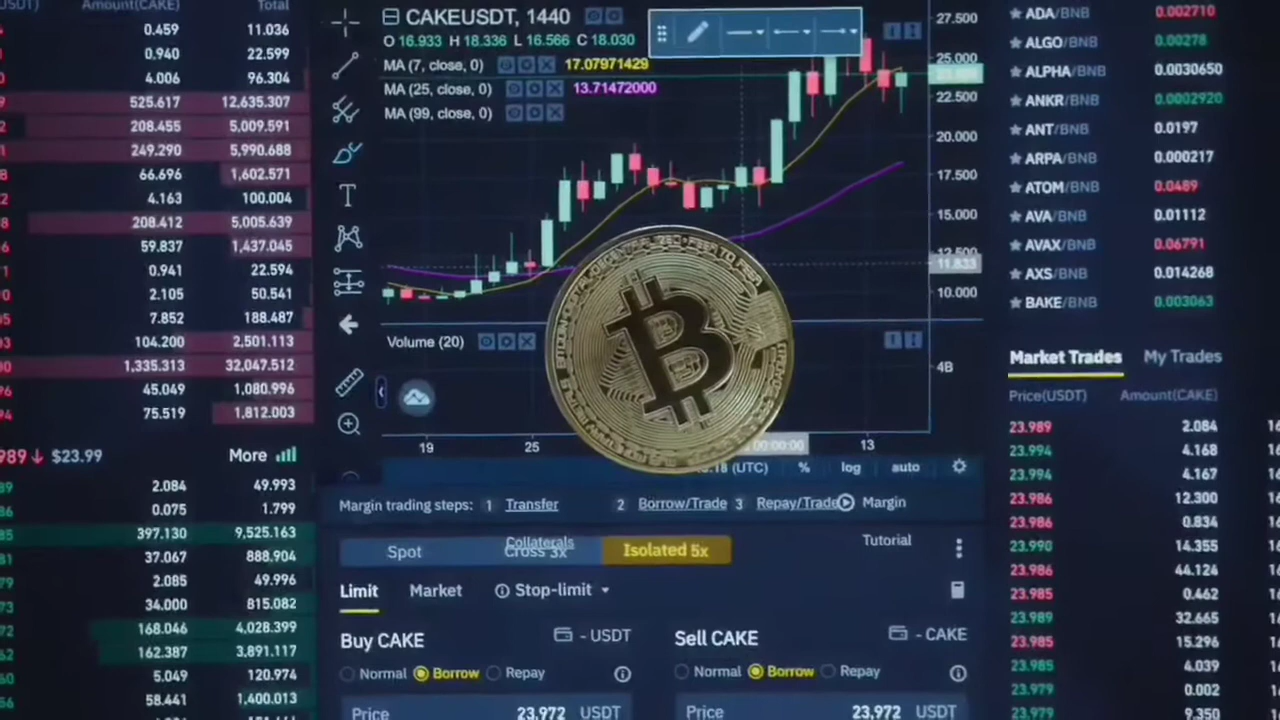 USDT) Amount(CAKE) Total
0.459 11.036
0.940 22.599
4.006 96.304
525.617 12,635.307
208.455 5,009.591
249.290 5,990.688
66.696 1,602.571
4.163 100.004
208.412 5,005.639
59.837 1,437.045
0.941 22.594
2.105 50.541
7.852 188.487
104.200 2,501.113
1,335.313 32,047.512
45.049 1,080.996
75.519 1,812.003
989↓ $23.99 More
2.084 49.993
0.075 1.799
397.130 9,525.163
37.067 888.904
2.085 49.996
34.000 815.082
168.046 4,028.399
162.387 3,891.117
5.049 120.974
58.441 1,400.013
CAKEUSDT, 1440
O 16.933 H 18.336 L 16.566 C 18.030
MA (7, close, 0) 17.07971429
MA (25, close, 0) 13.71472000
MA (99, close, 0)
27.500
25.000
22.500
20.000
17.500
15.000
12.500
11.833
10.000
Volume (20)
4B
B
19 25 00:00:00 13
(UTC) % log auto
Margin trading steps: 1 Transfer 2 Borrow/Trade 3 Repay/Trade Margin
Collaterals Tutorial
Spot Cross 3x Isolated 5x
Limit Market Stop-limit
Buy CAKE - USDT
Normal Borrow Repay
Price 23,972 USDT
Sell CAKE - CAKE
Normal Borrow Repay
Price 23,972 USDT
ADA/BNB 0.002710
ALGO/BNB 0.00278
ALPHA/BNB 0.0030650
ANKR/BNB 0.0002920
ANT/BNB 0.0197
ARPA/BNB 0.000217
ATOM/BNB 0.0489
AVA/BNB 0.01112
AVAX/BNB 0.06791
AXS/BNB 0.014268
BAKE/BNB 0.003063
Market Trades My Trades
Price(USDT) Amount(CAKE)
23.989 2.084
23.994 4.168
23.994 4.167
23.986 12.300
23.986 0.834
23.990 14.355
23.986 44.124
23.985 0.462
23.989 32.665
23.985 15.296
23.985 4.039
23.979 0.002
23.979 9.350